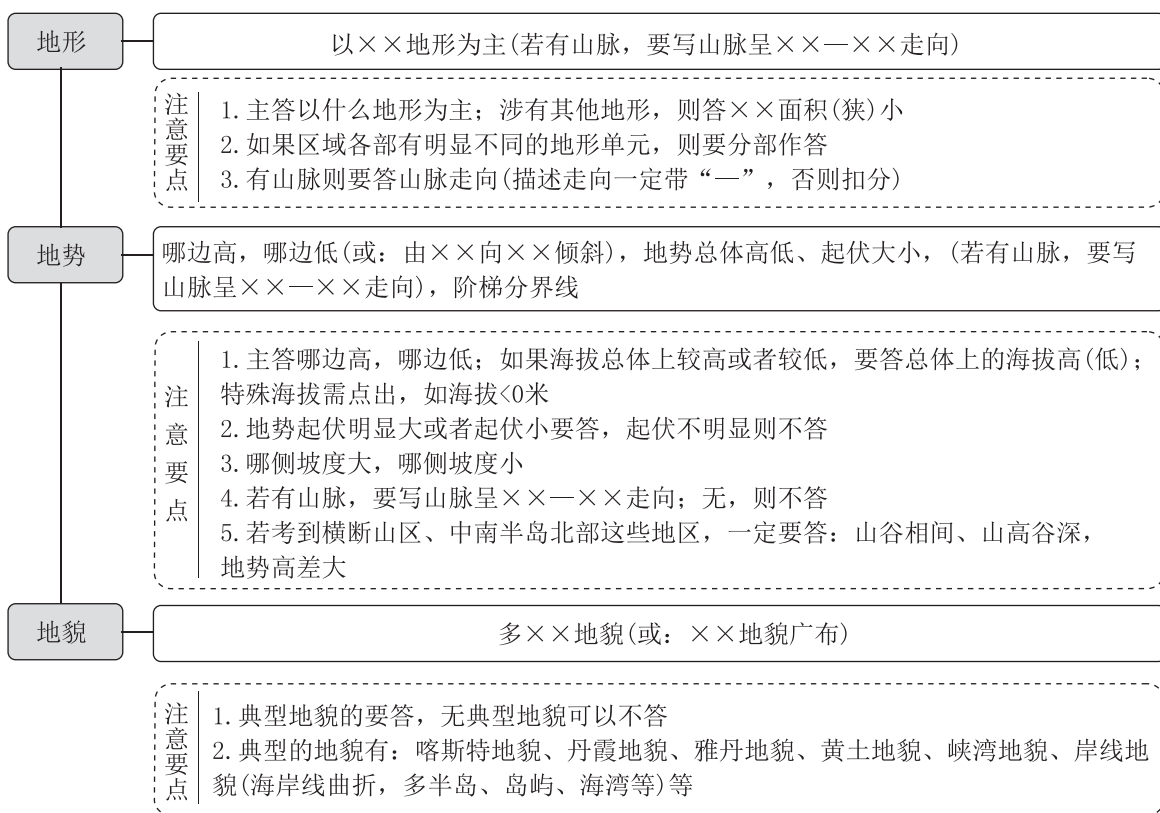 地形
以××地形为主(若有山脉，要写山脉呈××—××走向)
注意要点
1.主答以什么地形为主；涉有其他地形，则答××面积(狭)小
2.如果区域各部有明显不同的地形单元，则要分部作答
3.有山脉则要答山脉走向(描述走向一定带“—”，否则扣分)
地势
哪边高，哪边低(或：由××向××倾斜)，地势总体高低、起伏大小，(若有山脉，要写
山脉呈××—××走向)，阶梯分界线
注意要点
1.主答哪边高，哪边低；如果海拔总体上较高或者较低，要答总体上的海拔高(低)；
特殊海拔需点出，如海拔<0米
2.地势起伏明显大或者起伏小要答，起伏不明显则不答
3.哪侧坡度大，哪侧坡度小
4.若有山脉，要写山脉呈××—××走向；无，则不答
5.若考到横断山区、中南半岛北部这些地区，一定要答：山谷相间、山高谷深，
地势高差大
地貌
多××地貌(或：××地貌广布)
注意要点
1.典型地貌的要答，无典型地貌可以不答
2.典型的地貌有：喀斯特地貌、丹霞地貌、雅丹地貌、黄土地貌、峡湾地貌、岸线地
貌(海岸线曲折，多半岛、岛屿、海湾等)等